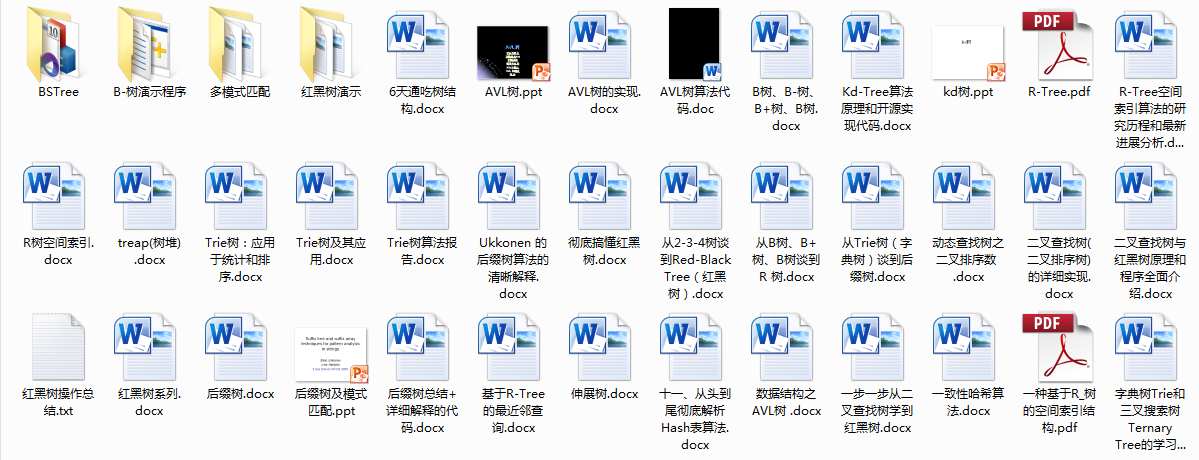 BSTree
B-树演示程序
多模式匹配
红黑树演示
6天通吃树结
构.docx
AVL树.ppt
AVL树的实现.
docx
AVL树算法代
码.doc
B树、B-树、
B+树、B树.
docx
Kd-Tree算法
原理和开源实
现代码.docx
kd树.ppt
R-Tree.pdf
R-Tree空间
索引算法的研
究历程和最新
进展分析.d...
R树空间索引.
docx
treap(树堆)
.docx
Trie树：应用
于统计和排
序.docx
Trie树及其应
用.docx
Trie树算法报
告.docx
Ukkonen 的
后缀树算法的
清晰解释.
docx
彻底搞懂红黑
树.docx
从2-3-4树谈
到Red-Black
Tree（红黑
树）.docx
从B树、B+
树、B树谈到
R 树.docx
从Trie树（字
典树）谈到后
缀树.docx
动态查找树之
二叉排序数
.docx
二叉查找树(
二叉排序树)
的详细实现.
docx
二叉查找树与
红黑树原理和
程序全面介
绍.docx
红黑树操作总
结.txt
红黑树系列.
docx
后缀树.docx
Suffix tree and suffix array
techniques for pattern analysis
in strings
后缀树及模式
匹配.ppt
后缀树总结+
详细解释的代
码.docx
基于R-Tree
的最近邻查
询.docx
伸展树.docx
十一、从头到
尾彻底解析
Hash表算法.
docx
数据结构之
AVL树 .docx
一步一步从二
叉查找树学到
红黑树.docx
一致性哈希算
法.docx
一种基于R_树
的空间索引结
构.pdf
字典树Trie和
三叉搜索树
Ternary
Tree的学习...